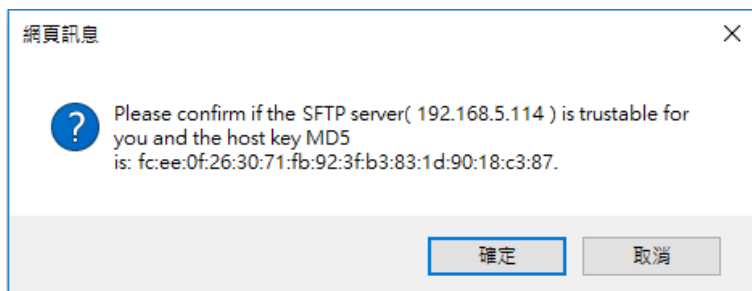 網頁訊息
Please confirm if the SFTP server( 192.168.5.114 ) is trustable for
you and the host key MD5
is: fc:ee:0f:26:30:71:fb:92:3f:b3:83:1d:90:18:c3:87.
確定
取消